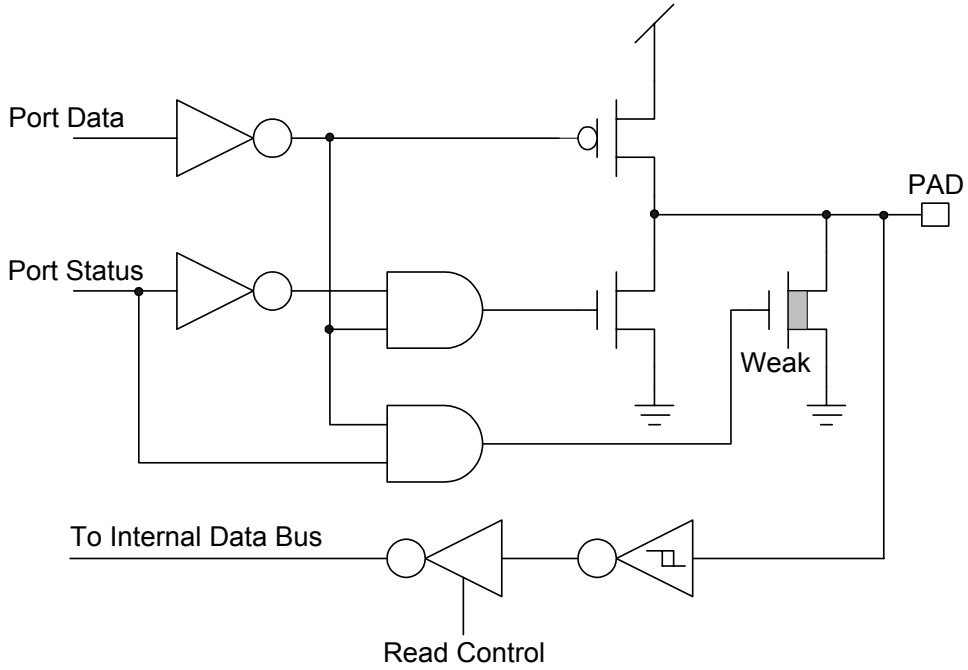 Port Data
PAD
Port Status
Weak
To Internal Data Bus
Read Control